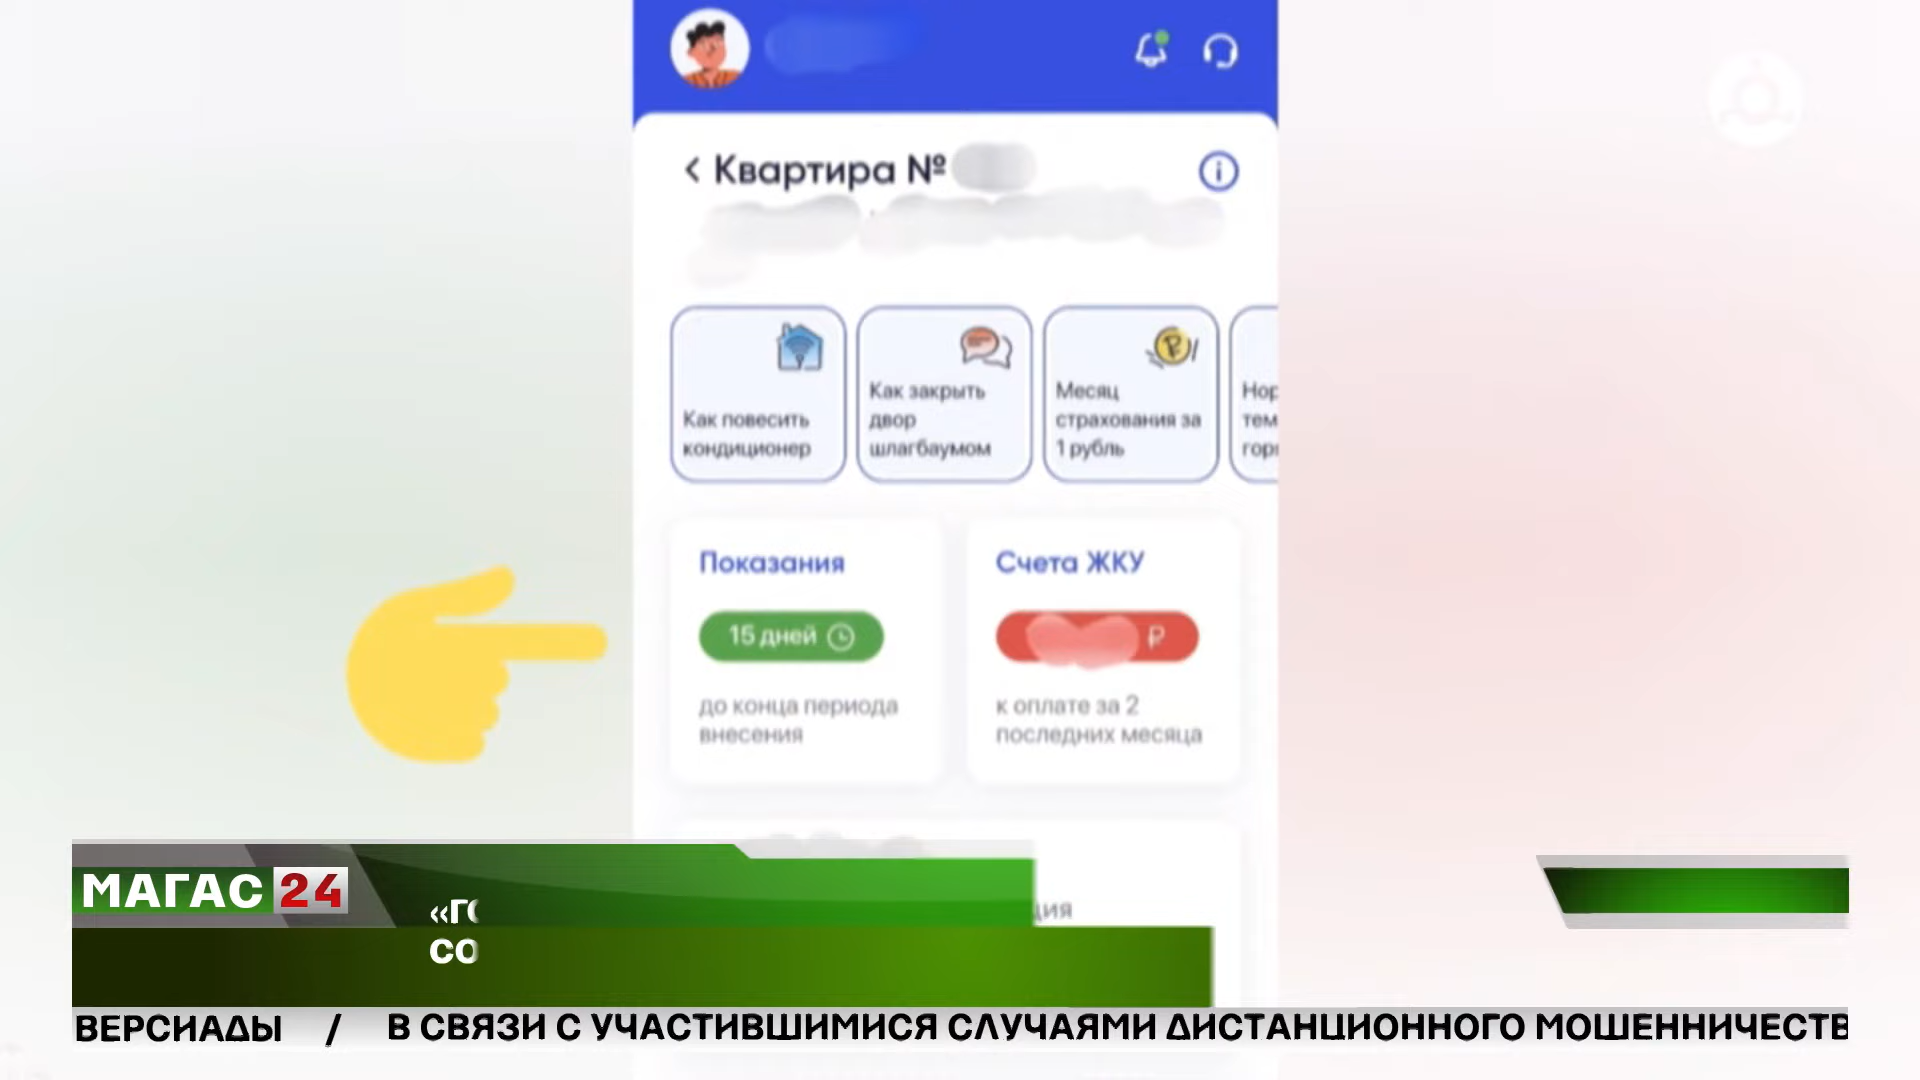 Квартира №
Как повесить
кондиционер
Как закрыть
двор
шлагбаумом
Месяц
страхования за
1 рубль
Показания
15 дней
до конца периода
внесения
Счета ЖКУ
₽
к оплате за 2
последних месяца
МАГАС 24
ВЕРСИАДЫ / В СВЯЗИ С УЧАСТИВШИМИСЯ СЛУЧАЯМИ ДИСТАНЦИОННОГО МОШЕННИЧЕСТВ